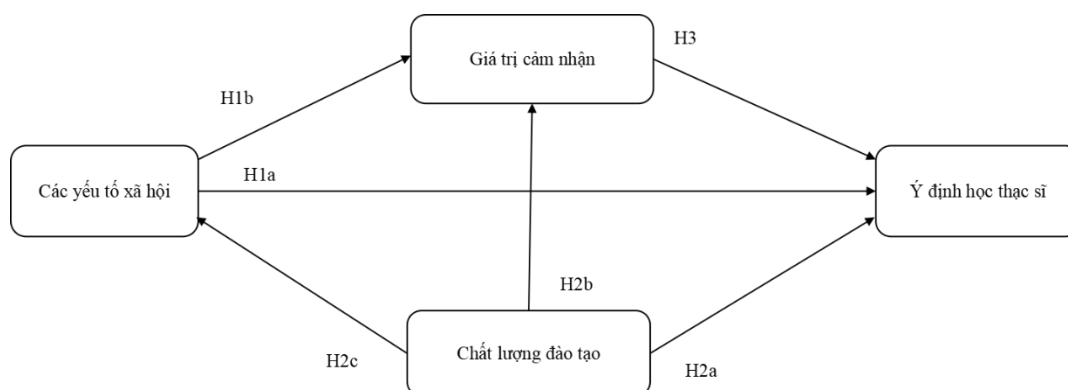 H3
Giá trị cảm nhận
H1b
H1a
Các yếu tố xã hội
Ý định học thạc sĩ
H2b
Chất lượng đào tạo
H2c
H2a